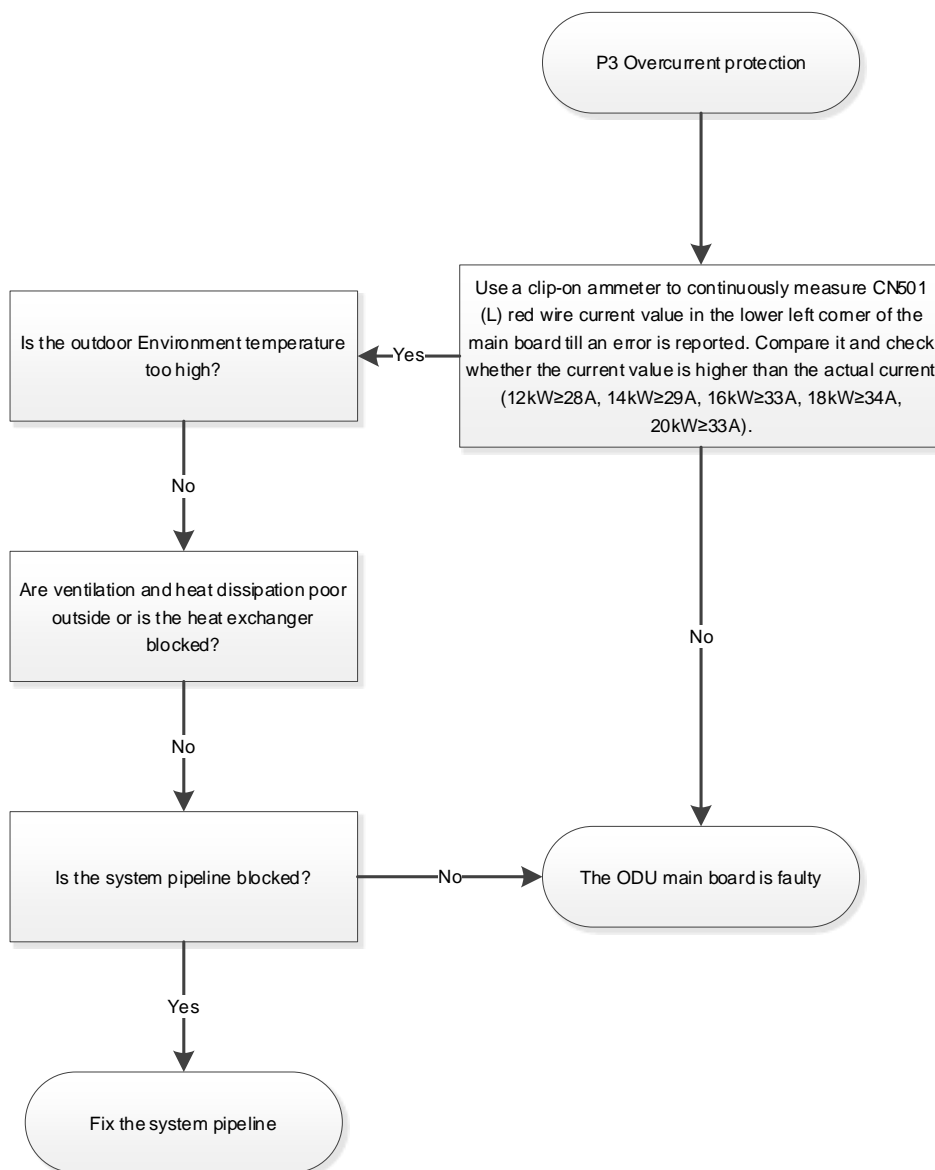 P3 Overcurrent protection
Use a clip-on ammeter to continuously measure CN501
(L) red wire current value in the lower left corner of the
main board till an error is reported. Compare it and check
whether the current value is higher than the actual current
(12kW≥28A, 14kW≥29A, 16kW≥33A, 18kW≥34A,
20kW≥33A).
Yes
Is the outdoor Environment temperature
too high?
No
Are ventilation and heat dissipation poor
outside or is the heat exchanger
blocked?
No
No
Is the system pipeline blocked?
No
The ODU main board is faulty
Yes
Fix the system pipeline